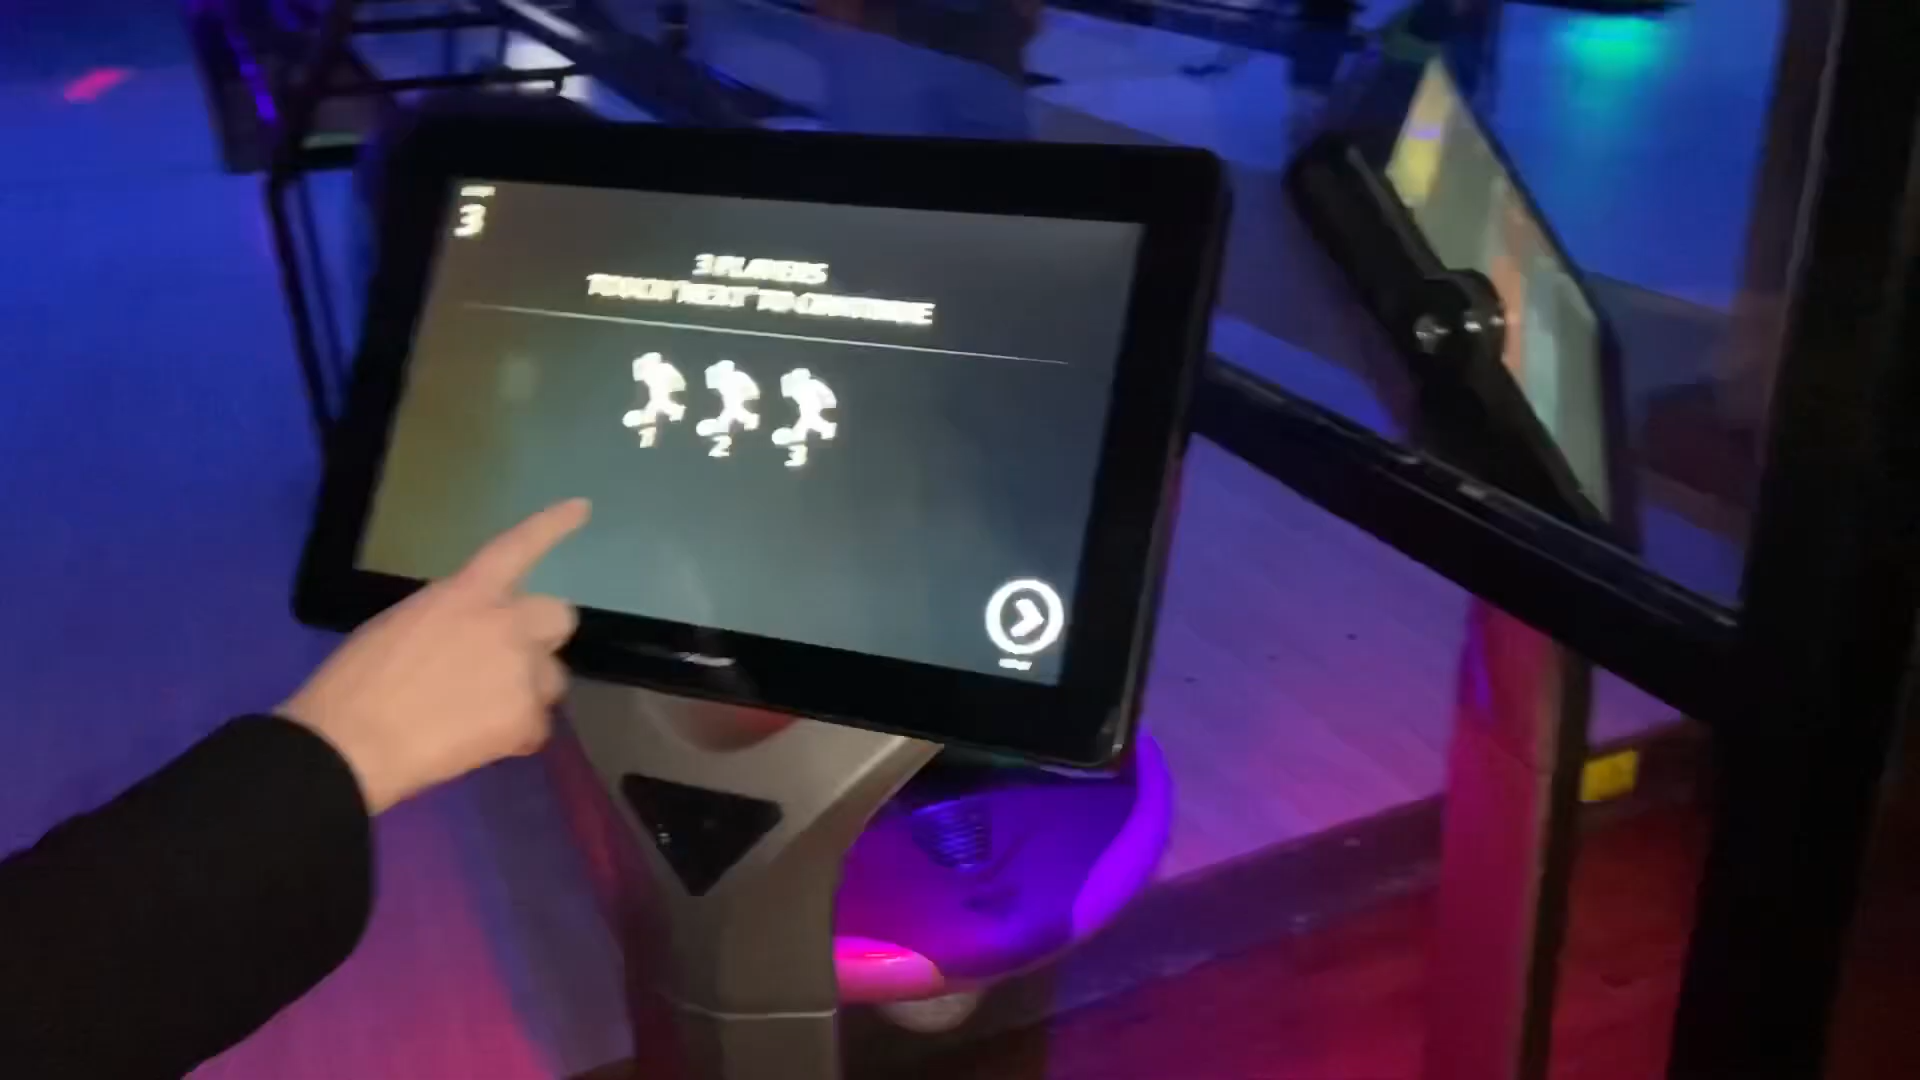 3
3 PLAYERS
TOUCH 'NEXT' TO CONTINUE
1 2 3